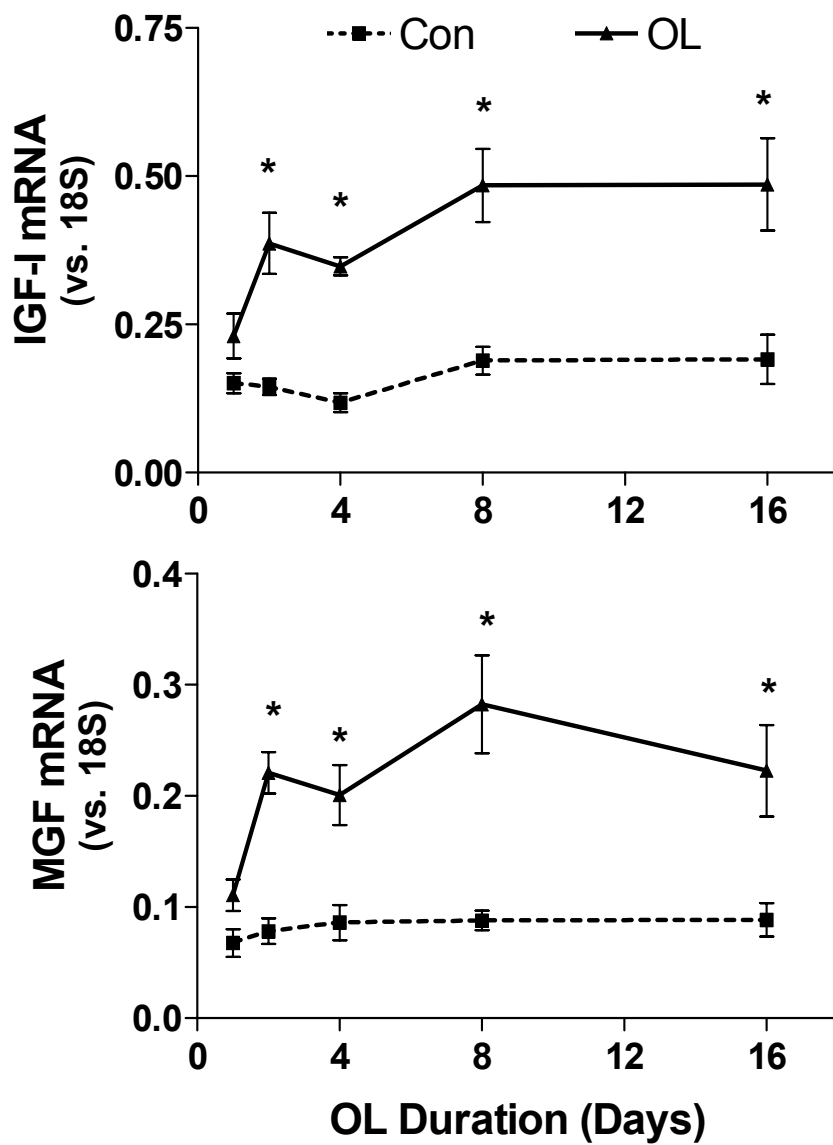 Con OL
0.75
*
*
*
*
0.50
IGF-I mRNA
(vs. 18S)
0.25
0.00
0 4 8 12 16
0.4
*
*
*
*
0.3
MGF mRNA
(vs. 18S)
0.2
0.1
0.0
0 4 8 12 16
OL Duration (Days)